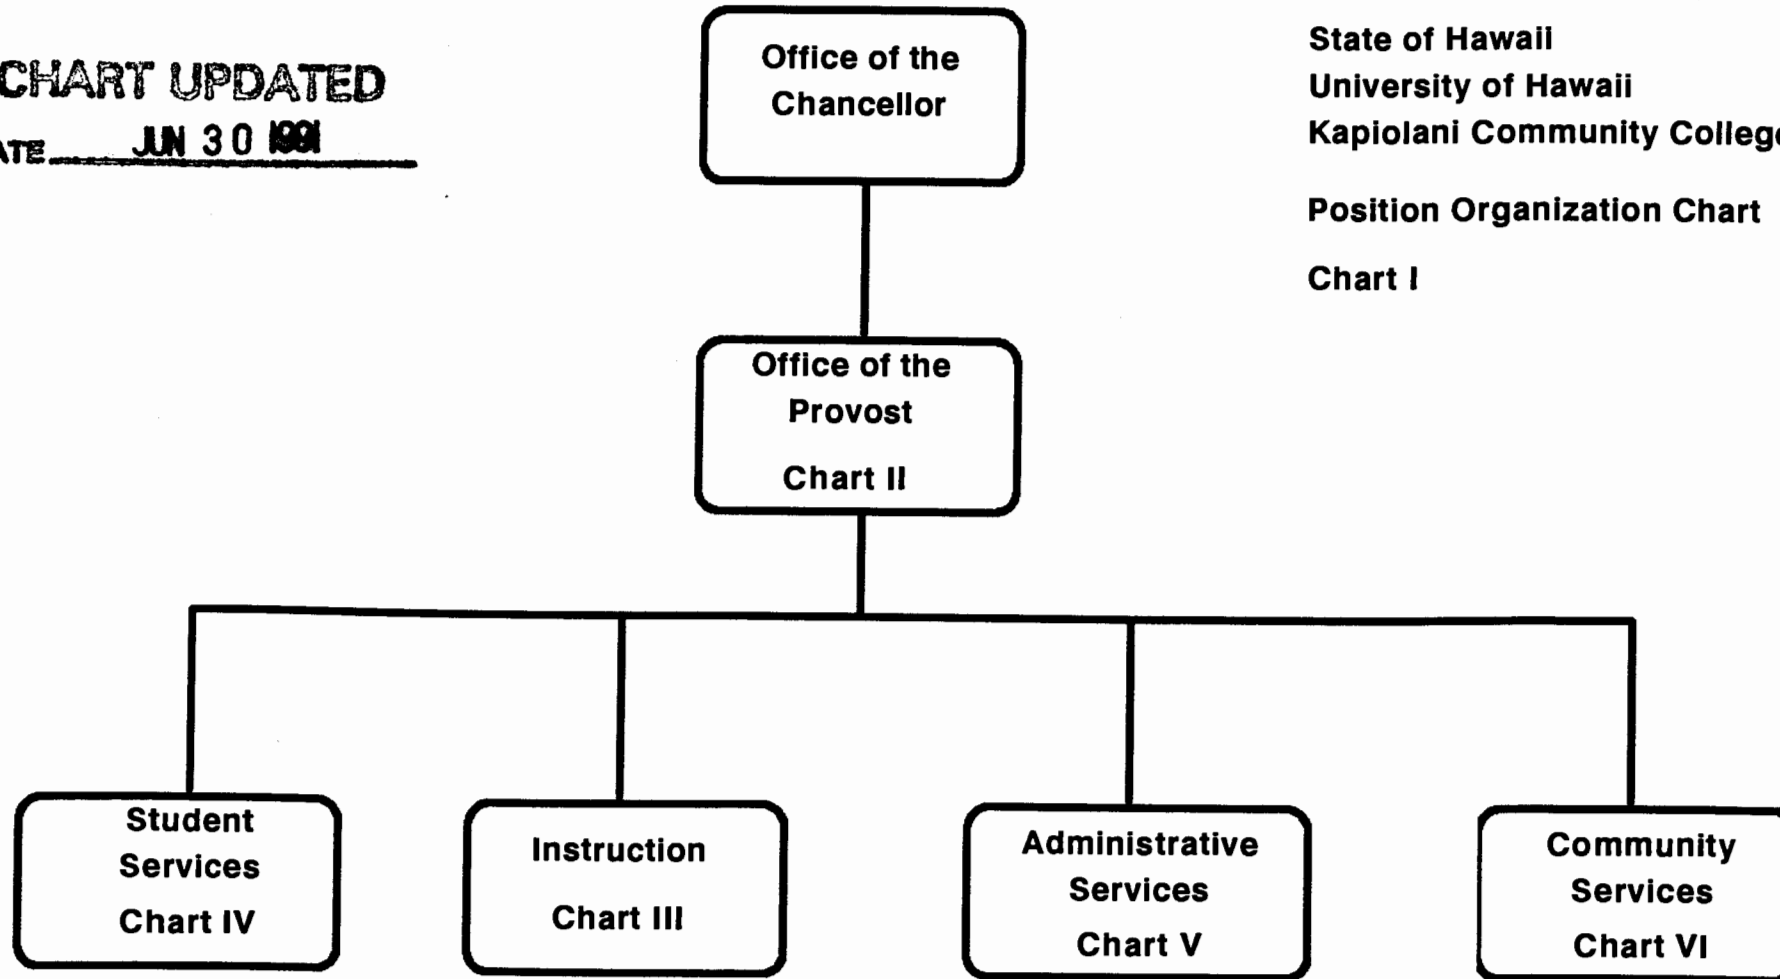 CHART UPDATED
ATE JUN 30 1991
Office of the
Chancellor
State of Hawaii
University of Hawaii
Kapiolani Community College
Position Organization Chart
Chart I
Office of the
Provost
Chart II
Student
Services
Chart IV
Instruction
Chart III
Administrative
Services
Chart V
Community
Services
Chart VI